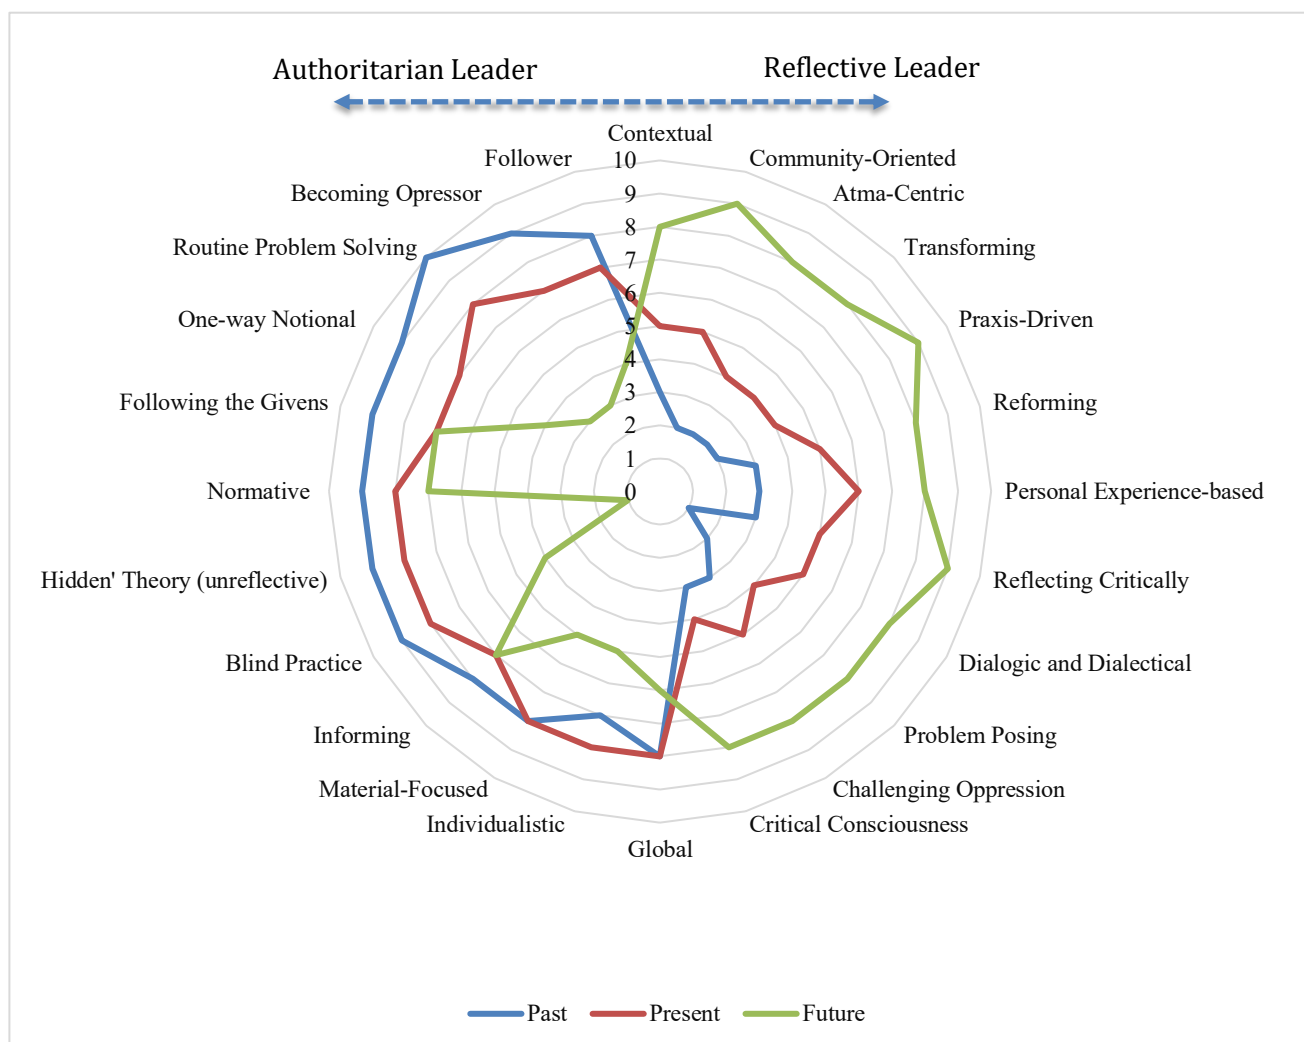 Authoritarian Leader
Reflective Leader
Contextual
Community-Oriented
Atma-Centric
Transforming
Praxis-Driven
Reforming
Personal Experience-based
Reflecting Critically
Dialogic and Dialectical
Problem Posing
Challenging Oppression
Critical Consciousness
Global
Individualistic
Material-Focused
Informing
Blind Practice
Hidden' Theory (unreflective)
Normative
Following the Givens
One-way Notional
Routine Problem Solving
Becoming Opressor
Follower
10
9
8
7
6
5
4
3
2
1
0
Past
Present
Future